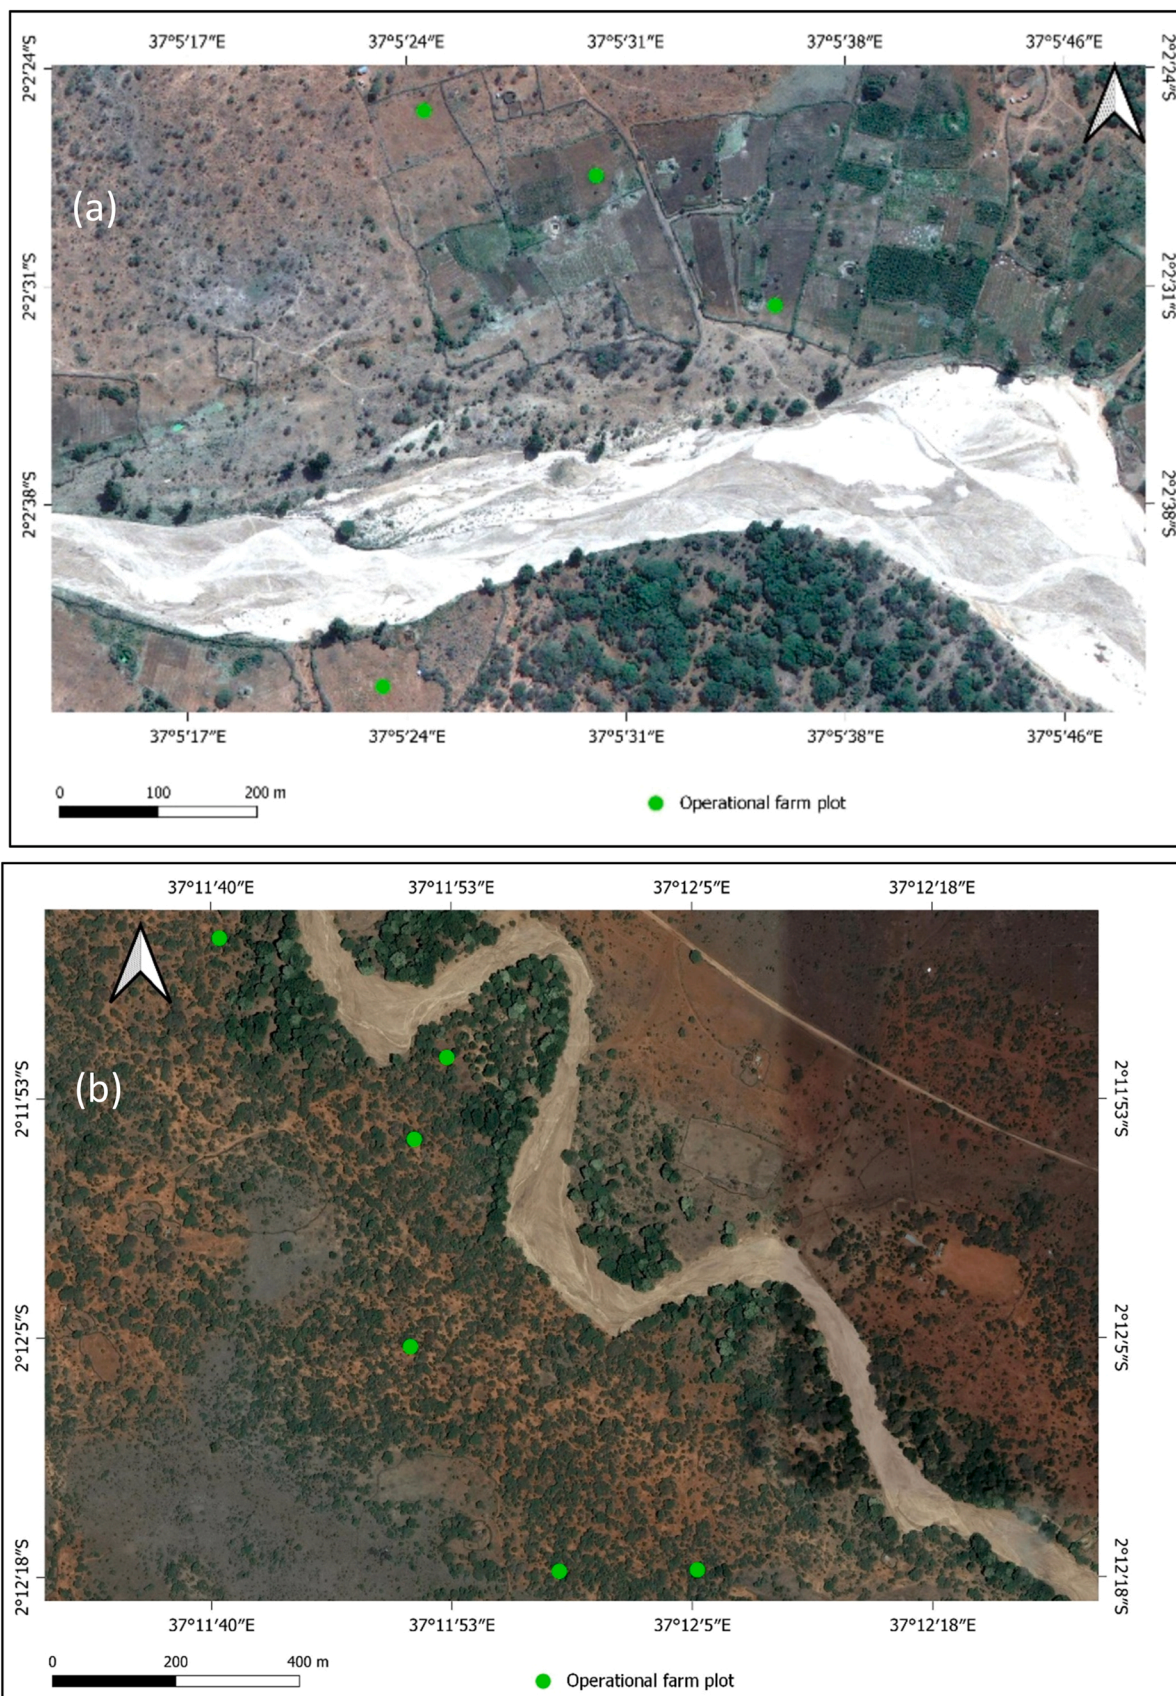 37°5′17″E 37°5′24″E 37°5′31″E 37°5′38″E 37°5′46″E
2°2′24″S 2°2′24″S
(a)
2°2′31″S 2°2′31″S
2°2′38″S 2°2′38″S
37°5′17″E 37°5′24″E 37°5′31″E 37°5′38″E 37°5′46″E
0 100 200 m
Operational farm plot
37°11′40″E 37°11′53″E 37°12′5″E 37°12′18″E
(b)
2°11′53″S 2°11′53″S
2°12′5″S 2°12′5″S
2°12′18″S 2°12′18″S
37°11′40″E 37°11′53″E 37°12′5″E 37°12′18″E
0 200 400 m
Operational farm plot